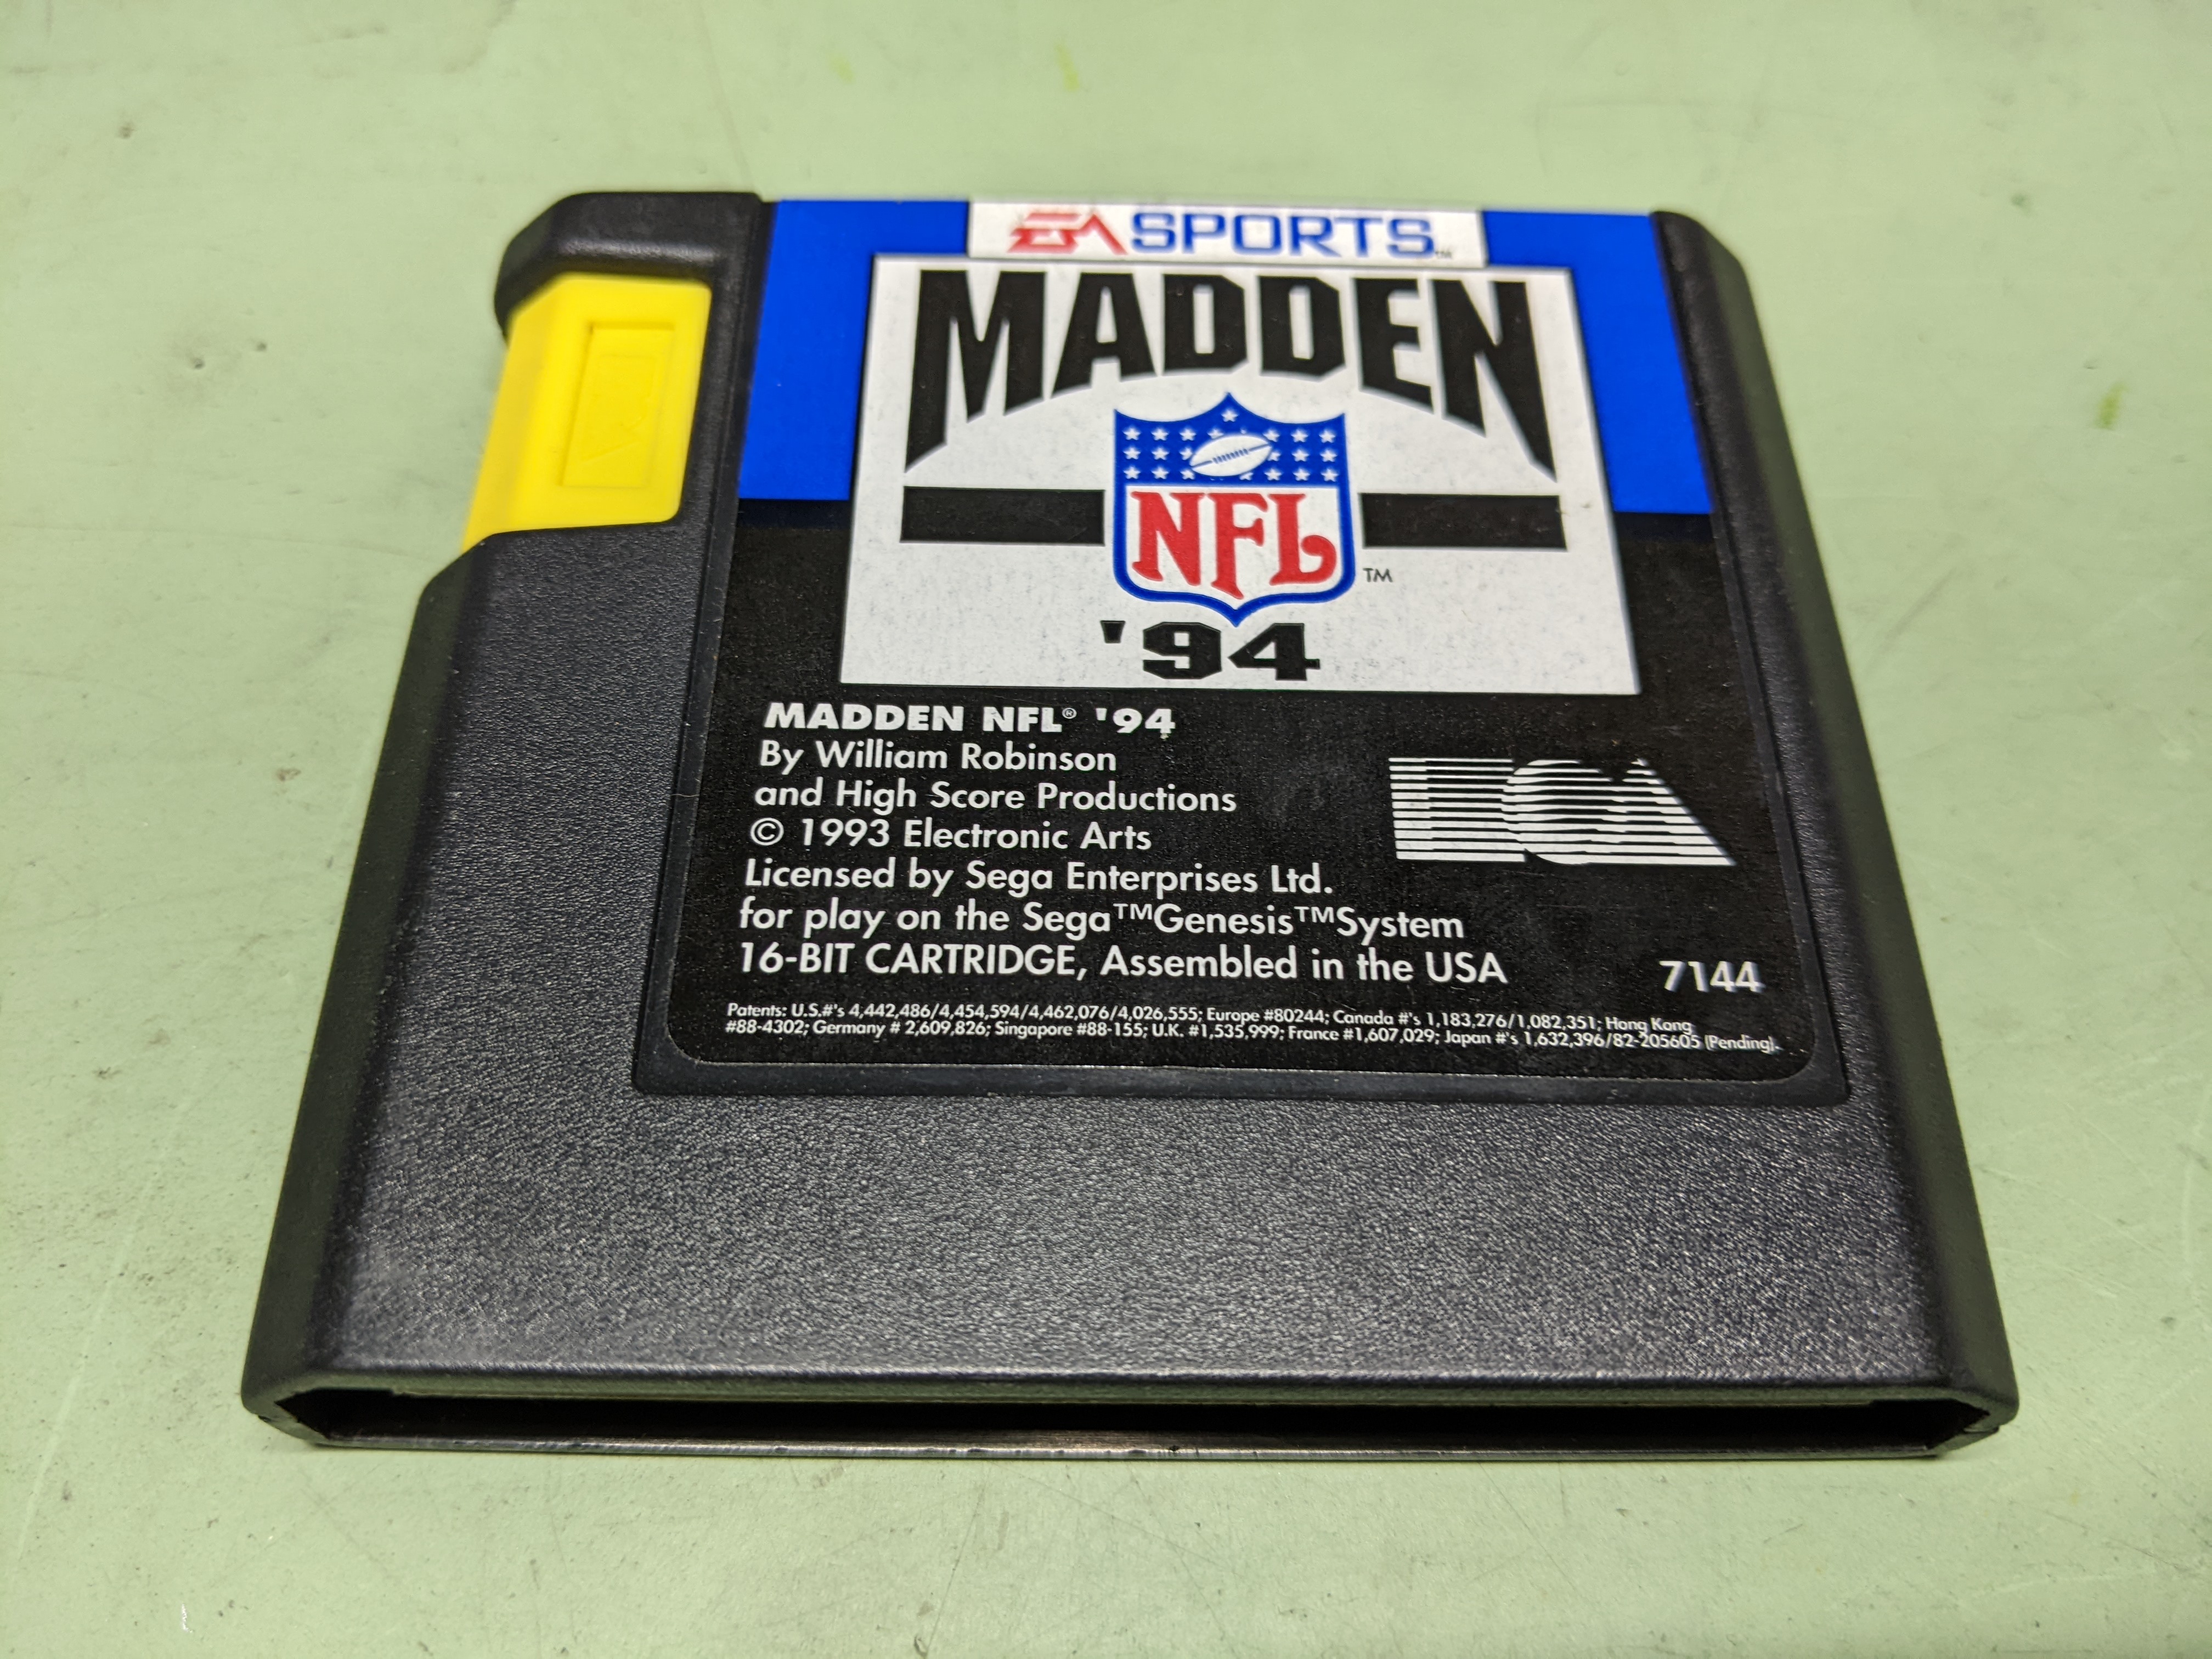 EA SPORTS™
MADDEN
NFL
™
'94
MADDEN NFL® '94
By William Robinson
and High Score Productions
© 1993 Electronic Arts
Licensed by Sega Enterprises Ltd.
for play on the Sega™Genesis™System
16-BIT CARTRIDGE, Assembled in the USA
7144
EA
Patents: U.S.#'s 4,442,486/4,454,594/4,462,076/4,026,555; Europe #80244; Canada #'s 1,183,276/1,082,351; Hong Kong
#88-4302; Germany # 2,609,826; Singapore #88-155; U.K. #1,535,999; France #1,607,029; Japan #'s 1,632,396/82-205605 (Pending).